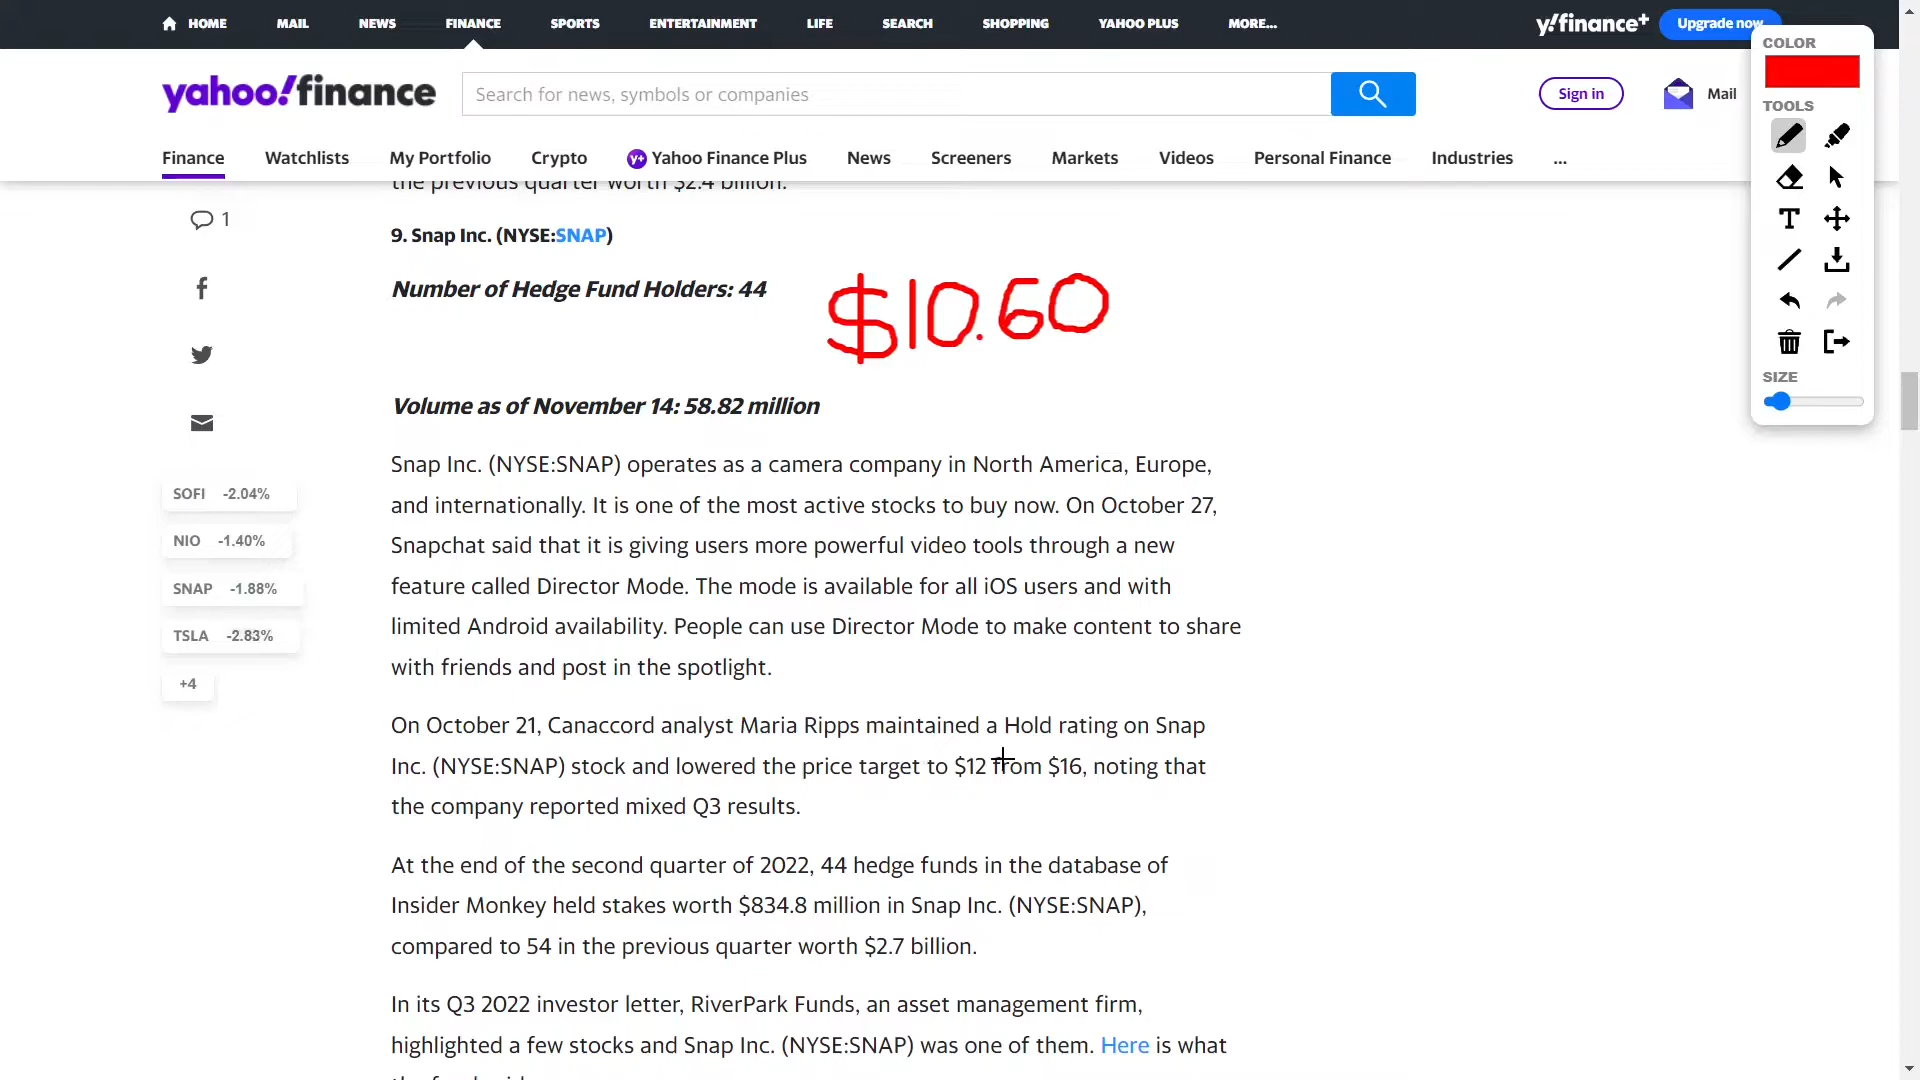 HOME MAIL NEWS FINANCE SPORTS ENTERTAINMENT LIFE SEARCH SHOPPING YAHOO PLUS MORE... y!finance+ Upgrade now
yahoo!finance Search for news, symbols or companies Sign in Mail
Finance Watchlists My Portfolio Crypto y+ Yahoo Finance Plus News Screeners Markets Videos Personal Finance Industries ...
COLOR
TOOLS
T
SIZE
1
SOFI -2.04%
NIO -1.40%
SNAP -1.88%
TSLA -2.83%
+4
the previous quarter worth $2.4 billion.
9. Snap Inc. (NYSE:SNAP)
Number of Hedge Fund Holders: 44
$10.60
Volume as of November 14: 58.82 million
Snap Inc. (NYSE:SNAP) operates as a camera company in North America, Europe,
and internationally. It is one of the most active stocks to buy now. On October 27,
Snapchat said that it is giving users more powerful video tools through a new
feature called Director Mode. The mode is available for all iOS users and with
limited Android availability. People can use Director Mode to make content to share
with friends and post in the spotlight.
On October 21, Canaccord analyst Maria Ripps maintained a Hold rating on Snap
Inc. (NYSE:SNAP) stock and lowered the price target to $12 from $16, noting that
the company reported mixed Q3 results.
At the end of the second quarter of 2022, 44 hedge funds in the database of
Insider Monkey held stakes worth $834.8 million in Snap Inc. (NYSE:SNAP),
compared to 54 in the previous quarter worth $2.7 billion.
In its Q3 2022 investor letter, RiverPark Funds, an asset management firm,
highlighted a few stocks and Snap Inc. (NYSE:SNAP) was one of them. Here is what